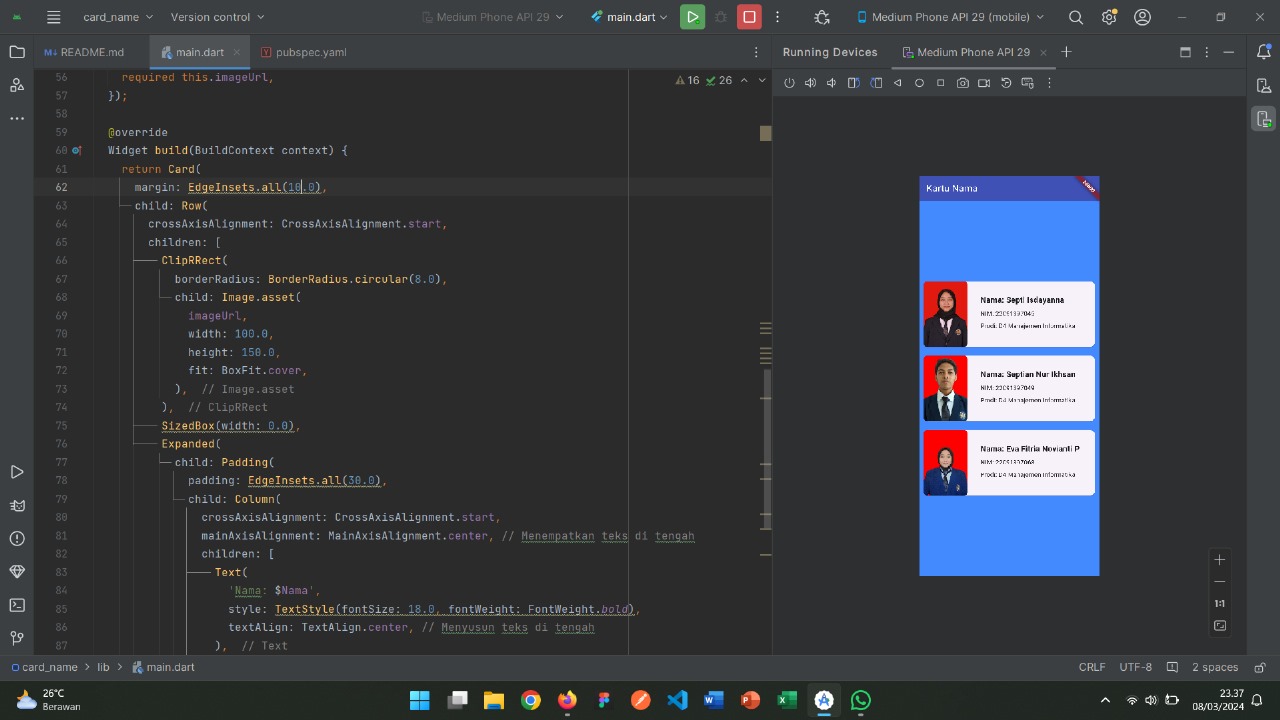 card_name
Version control
Medium Phone API 29
main.dart
Medium Phone API 29 (mobile)
README.md
main.dart
pubspec.yaml
Running Devices
Medium Phone API 29
16
26
56 required this.imageUrl,
57 });
58
59 @override
60 Widget build(BuildContext context) {
61 return Card(
62 margin: EdgeInsets.all(10.0),
63 child: Row(
64 crossAxisAlignment: CrossAxisAlignment.start,
65 children: [
66 ClipRRect(
67 borderRadius: BorderRadius.circular(8.0),
68 child: Image.asset(
69 imageUrl,
70 width: 100.0,
71 height: 150.0,
72 fit: BoxFit.cover,
73 ), // Image.asset
74 ), // ClipRRect
75 SizedBox(width: 0.0),
76 Expanded(
77 child: Padding(
78 padding: EdgeInsets.all(30.0),
79 child: Column(
80 crossAxisAlignment: CrossAxisAlignment.start,
81 mainAxisAlignment: MainAxisAlignment.center, // Menempatkan teks di tengah
82 children: [
83 Text(
84 'Nama: $Nama',
85 style: TextStyle(fontSize: 18.0, fontWeight: FontWeight.bold),
86 textAlign: TextAlign.center, // Menyusun teks di tengah
87 ), // Text
Kartu Nama
Nama: Septi Isdayanna
NIM: 22091397045
Prodi: D4 Manajemen Informatika
Nama: Septian Nur Ikhsan
NIM: 22091397049
Prodi: D4 Manajemen Informatika
Nama: Eva Fitria Novianti P
NIM: 22091397068
Prodi: D4 Manajemen Informatika
1:1
card_name
lib
main.dart
CRLF
UTF-8
2 spaces
26°C
Berawan
23.37
08/03/2024